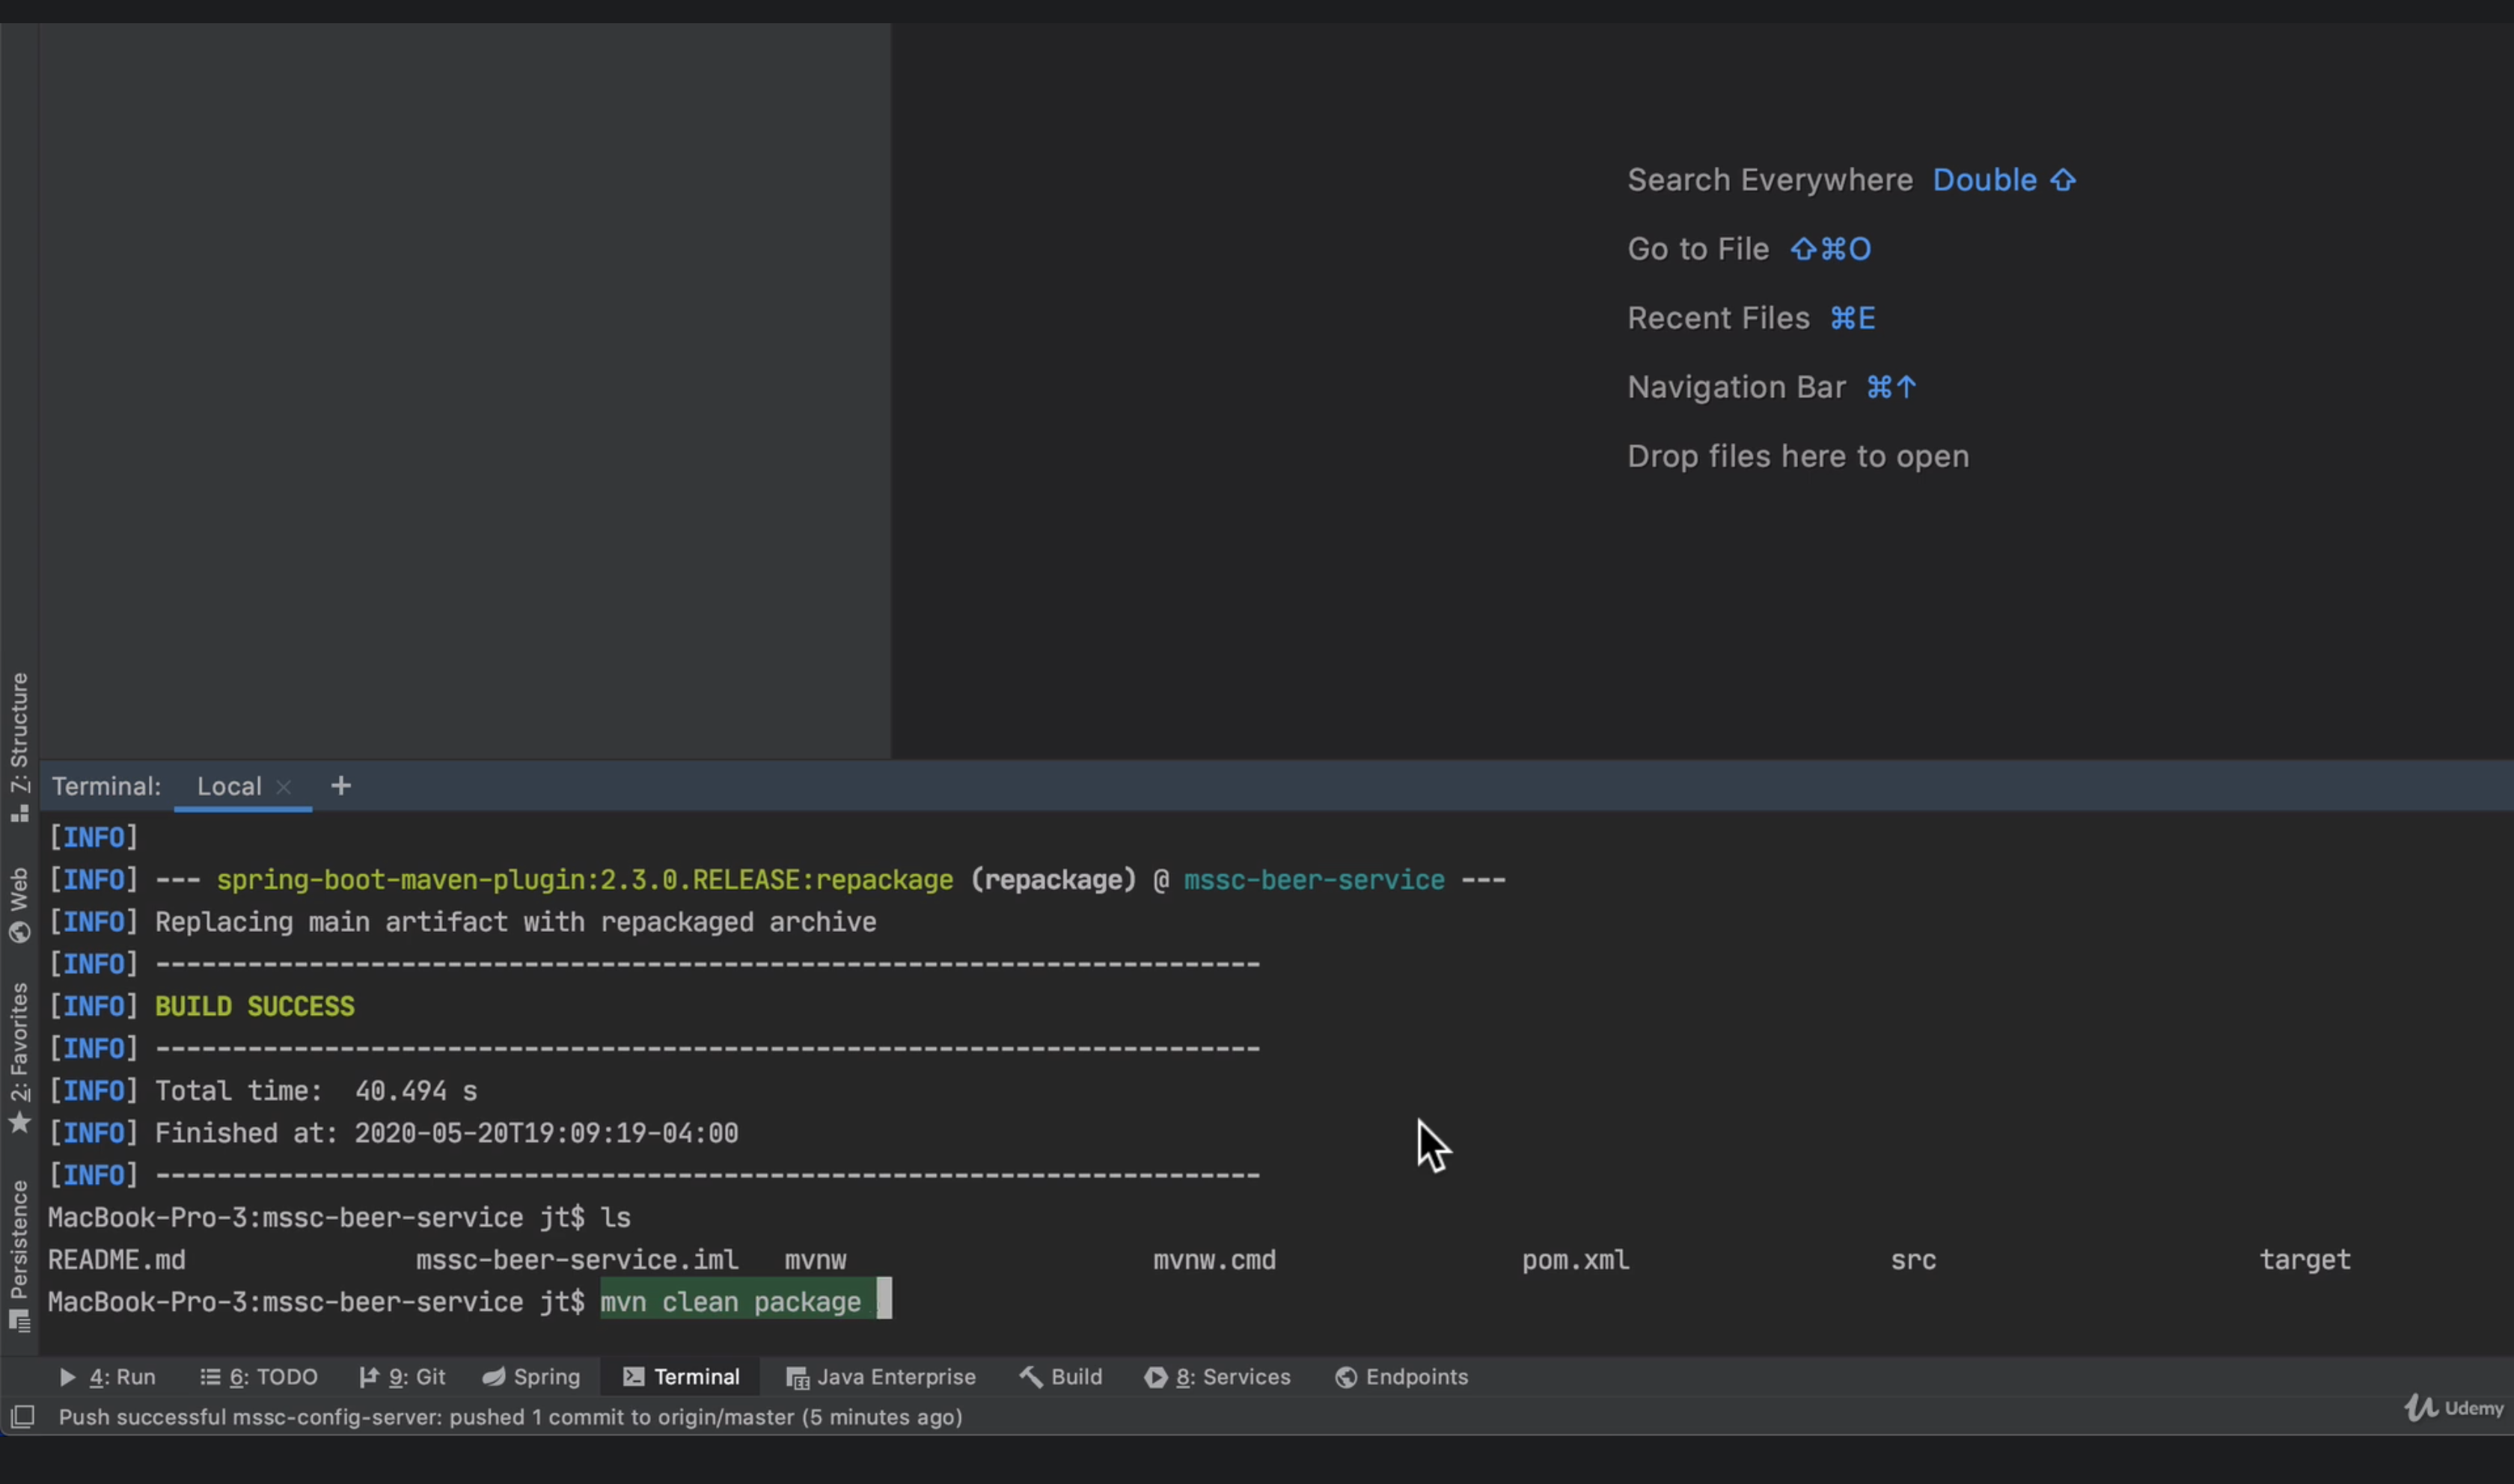 Search Everywhere Double ⇧
Go to File ⇧⌘O
Recent Files ⌘E
Navigation Bar ⌘↑
Drop files here to open
Z: Structure
Web
2: Favorites
Persistence
Terminal: Local × +
[INFO]
[INFO] --- spring-boot-maven-plugin:2.3.0.RELEASE:repackage (repackage) @ mssc-beer-service ---
[INFO] Replacing main artifact with repackaged archive
[INFO] ------------------------------------------------------------------------
[INFO] BUILD SUCCESS
[INFO] ------------------------------------------------------------------------
[INFO] Total time:  40.494 s
[INFO] Finished at: 2020-05-20T19:09:19-04:00
[INFO] ------------------------------------------------------------------------
MacBook-Pro-3:mssc-beer-service jt$ ls
README.md mssc-beer-service.iml mvnw mvnw.cmd pom.xml src target
MacBook-Pro-3:mssc-beer-service jt$ mvn clean package
4: Run 6: TODO 9: Git Spring Terminal Java Enterprise Build 8: Services Endpoints
Push successful mssc-config-server: pushed 1 commit to origin/master (5 minutes ago)
Udemy